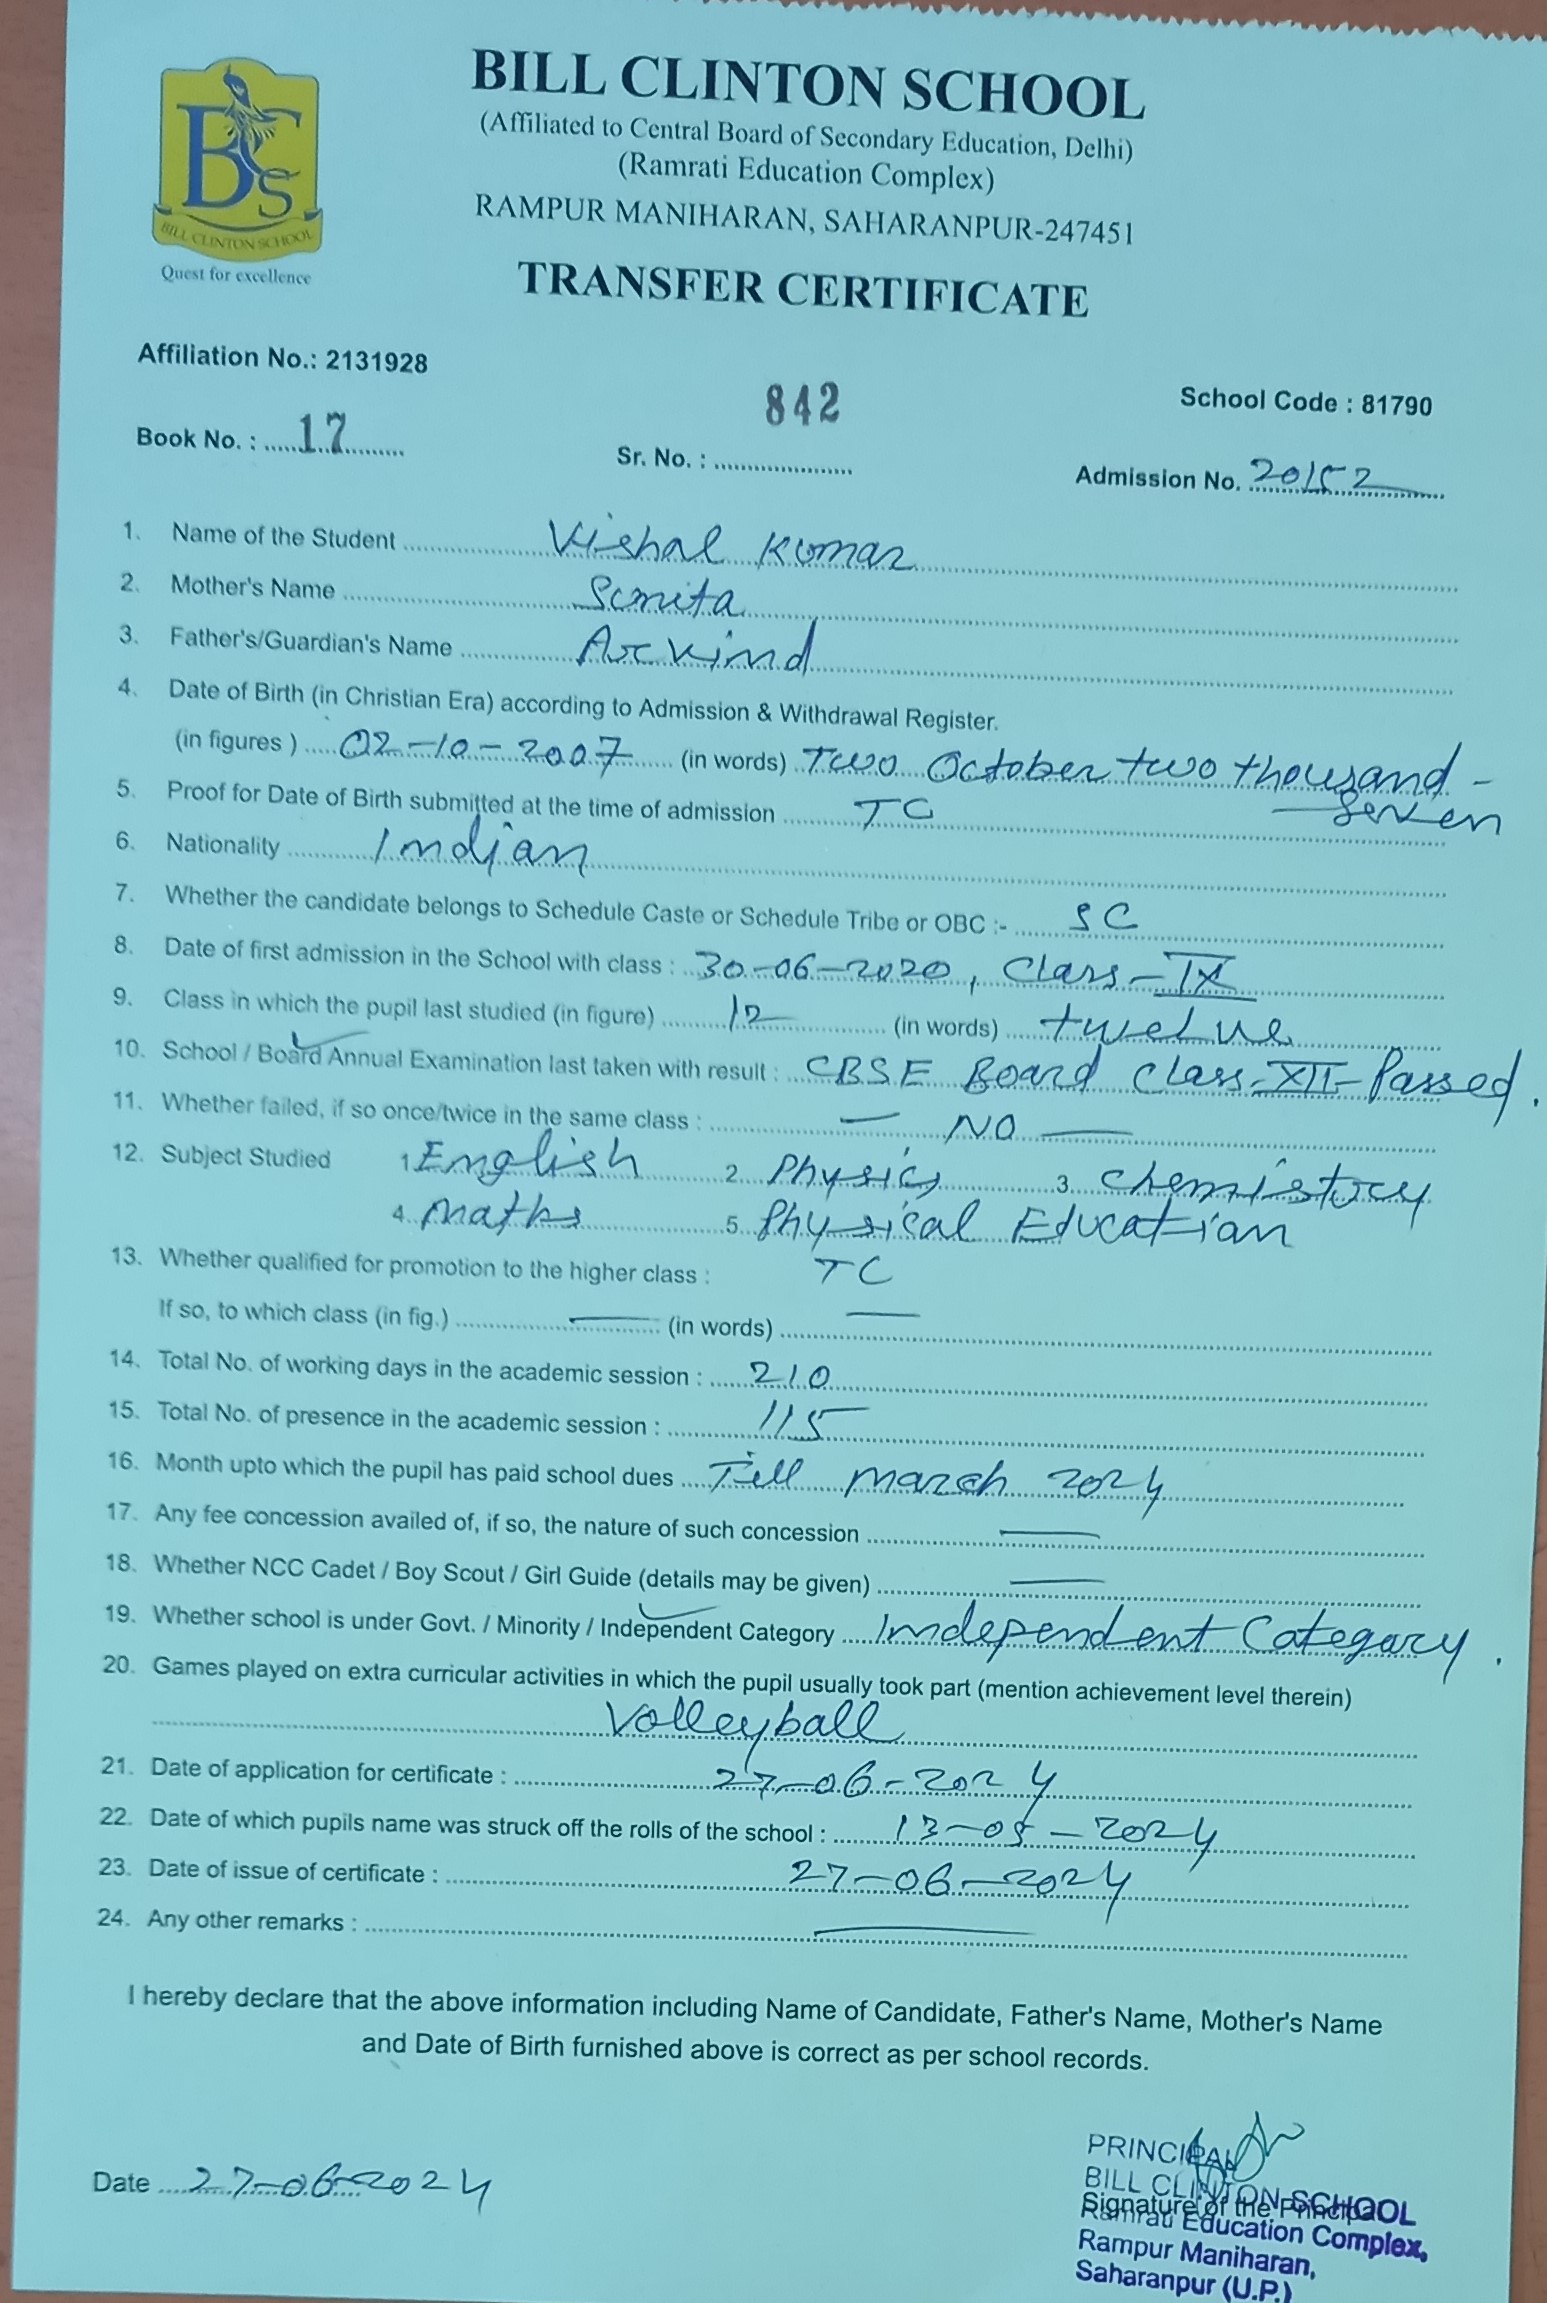 BILL CLINTON SCHOOL
(Affiliated to Central Board of Secondary Education, Delhi)
(Ramrati Education Complex)
RAMPUR MANIHARAN, SAHARANPUR-247451
BCS
BILL CLINTON SCHOOL
Quest for excellence
TRANSFER CERTIFICATE
Affiliation No.: 2131928
School Code : 81790
Book No. : 17
Sr. No. : 842
Admission No. 20152
1. Name of the Student Vishal Kumar
2. Mother's Name Sunita
3. Father's/Guardian's Name Arvind
4. Date of Birth (in Christian Era) according to Admission & Withdrawal Register.
(in figures ) 02-10-2007 (in words) Two October two thousand -
seven
5. Proof for Date of Birth submitted at the time of admission TC
6. Nationality Indian
7. Whether the candidate belongs to Schedule Caste or Schedule Tribe or OBC :- SC
8. Date of first admission in the School with class : 30-06-2020, Class-IX
9. Class in which the pupil last studied (in figure) 12 (in words) twelve
10. School / Board Annual Examination last taken with result : CBSE Board Class-XII-Passed.
11. Whether failed, if so once/twice in the same class : — NO —
12. Subject Studied 1. English 2. Physics 3. Chemistory
4. Maths 5. Physical Education
13. Whether qualified for promotion to the higher class : TC
If so, to which class (in fig.) — (in words) —
14. Total No. of working days in the academic session : 210
15. Total No. of presence in the academic session : 115
16. Month upto which the pupil has paid school dues Till march 2024
17. Any fee concession availed of, if so, the nature of such concession —
18. Whether NCC Cadet / Boy Scout / Girl Guide (details may be given) —
19. Whether school is under Govt. / Minority / Independent Category Independent Category.
20. Games played on extra curricular activities in which the pupil usually took part (mention achievement level therein)
Volleyball
21. Date of application for certificate : 27-06-2024
22. Date of which pupils name was struck off the rolls of the school : 13-05-2024
23. Date of issue of certificate : 27-06-2024
24. Any other remarks : —
I hereby declare that the above information including Name of Candidate, Father's Name, Mother's Name
and Date of Birth furnished above is correct as per school records.
Date 27-06-2024
PRINCIPAL
BILL CLINTON SCHOOL
Signature of the Principal
Ramrati Education Complex,
Rampur Maniharan,
Saharanpur (U.P.)